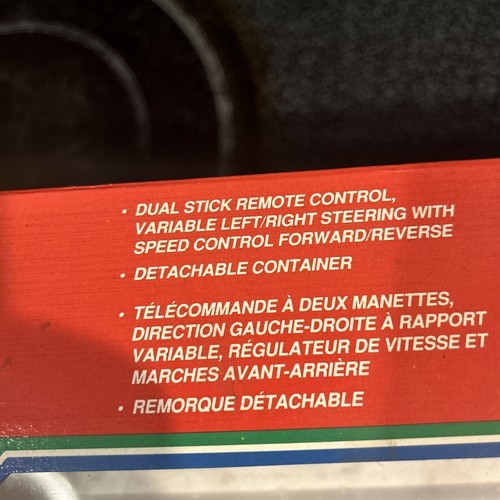 • DUAL STICK REMOTE CONTROL,
VARIABLE LEFT/RIGHT STEERING WITH
SPEED CONTROL FORWARD/REVERSE
• DETACHABLE CONTAINER
• TÉLÉCOMMANDE À DEUX MANETTES,
DIRECTION GAUCHE-DROITE À RAPPORT
VARIABLE, RÉGULATEUR DE VITESSE ET
MARCHES AVANT-ARRIÈRE
• REMORQUE DÉTACHABLE